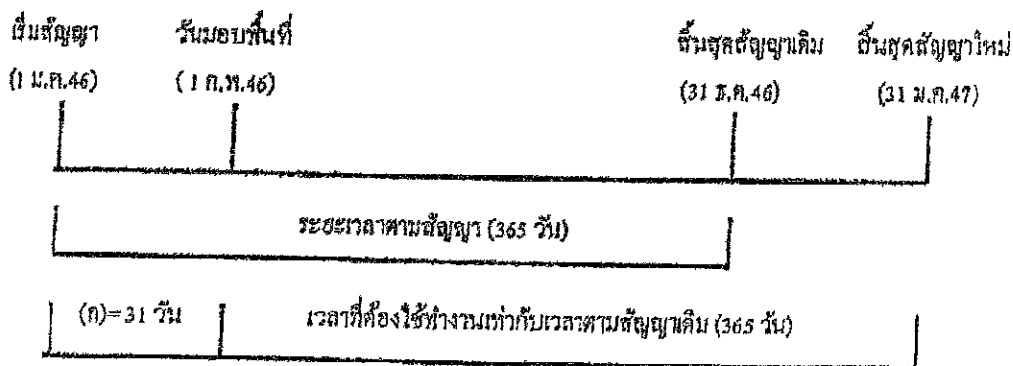 เริ่มสัญญา วันมอบพื้นที่ สิ้นสุดสัญญาเดิม สิ้นสุดสัญญาใหม่
(1 ม.ค.46) (1 ก.พ.46) (31 ธ.ค.46) (31 ม.ค.47)
ระยะเวลาตามสัญญา (365 วัน)
(ก)=31 วัน เวลาที่ต้องใช้ทำงานเท่ากับเวลาตามสัญญาเดิม (365 วัน)